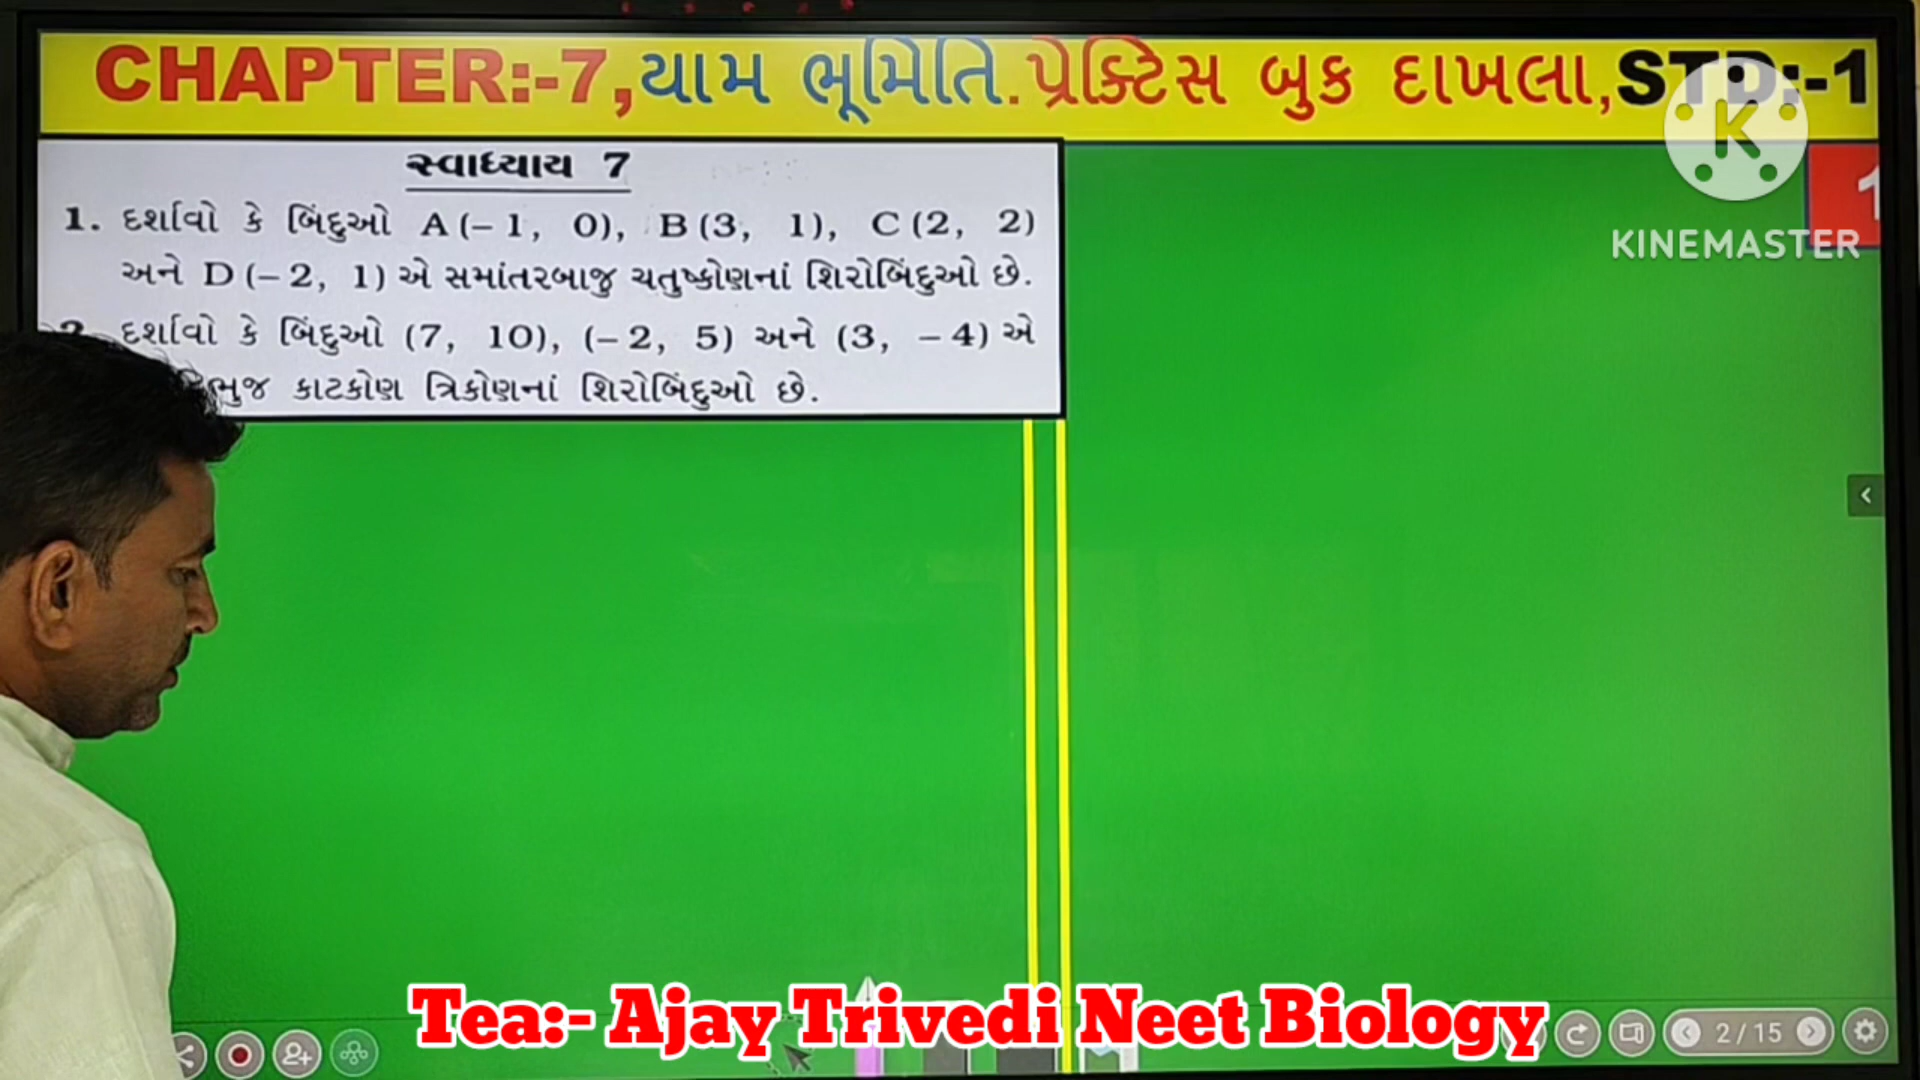 CHAPTER:-7,યામ ભૂમિતિ.પ્રેક્ટિસ બુક દાખલા,STD:-1
KINEMASTER
સ્વાધ્યાય 7
1. દર્શાવો કે બિંદુઓ A(–1, 0), B(3, 1), C(2, 2)
અને D(–2, 1) એ સમાંતરબાજુ ચતુષ્કોણનાં શિરોબિંદુઓ છે.
દર્શાવો કે બિંદુઓ (7, 10), (–2, 5) અને (3, –4) એ
કાટકોણ ત્રિકોણનાં શિરોબિંદુઓ છે.
Tea:- Ajay Trivedi Neet Biology
2/15